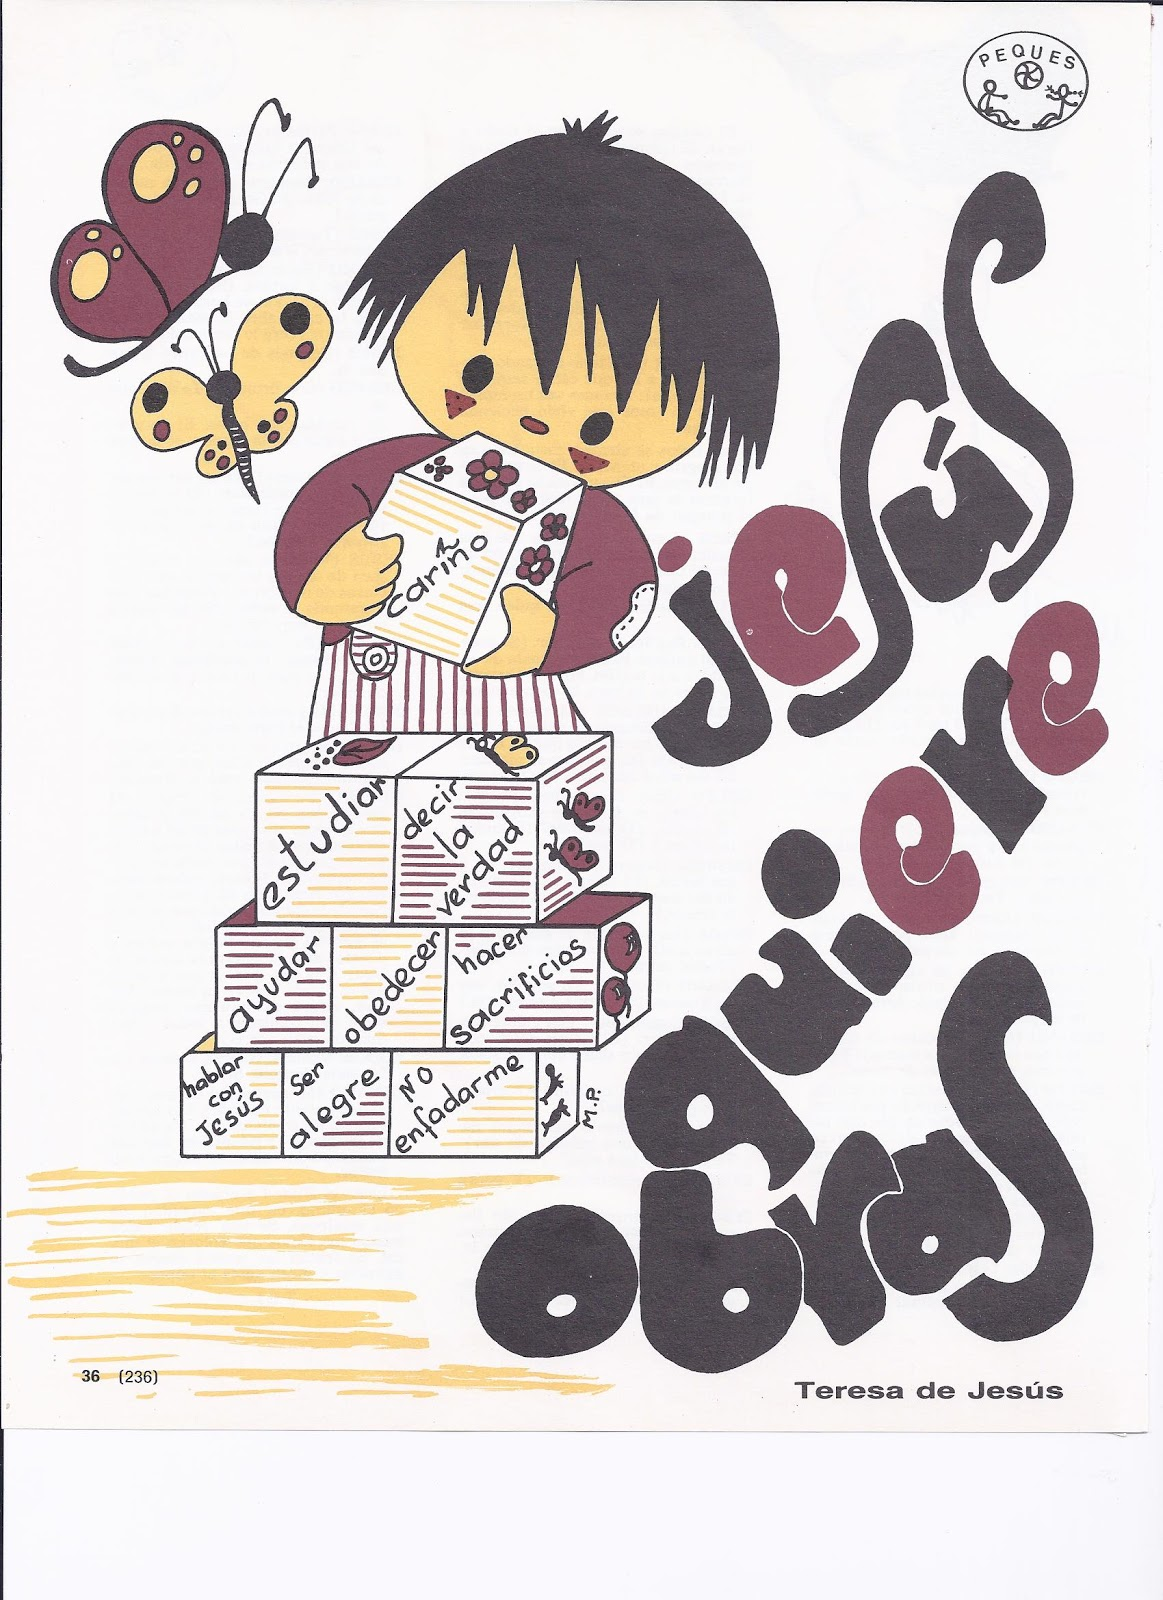 PEQUES
Jesús
quiere
obras
cariño
estudiar
decir
la
verdad
ayudar
obedecer
hacer
sacrificios
hablar
con
Jesús
ser
alegre
NO
enfadarme
M.P.
36 (236)
Teresa de Jesús